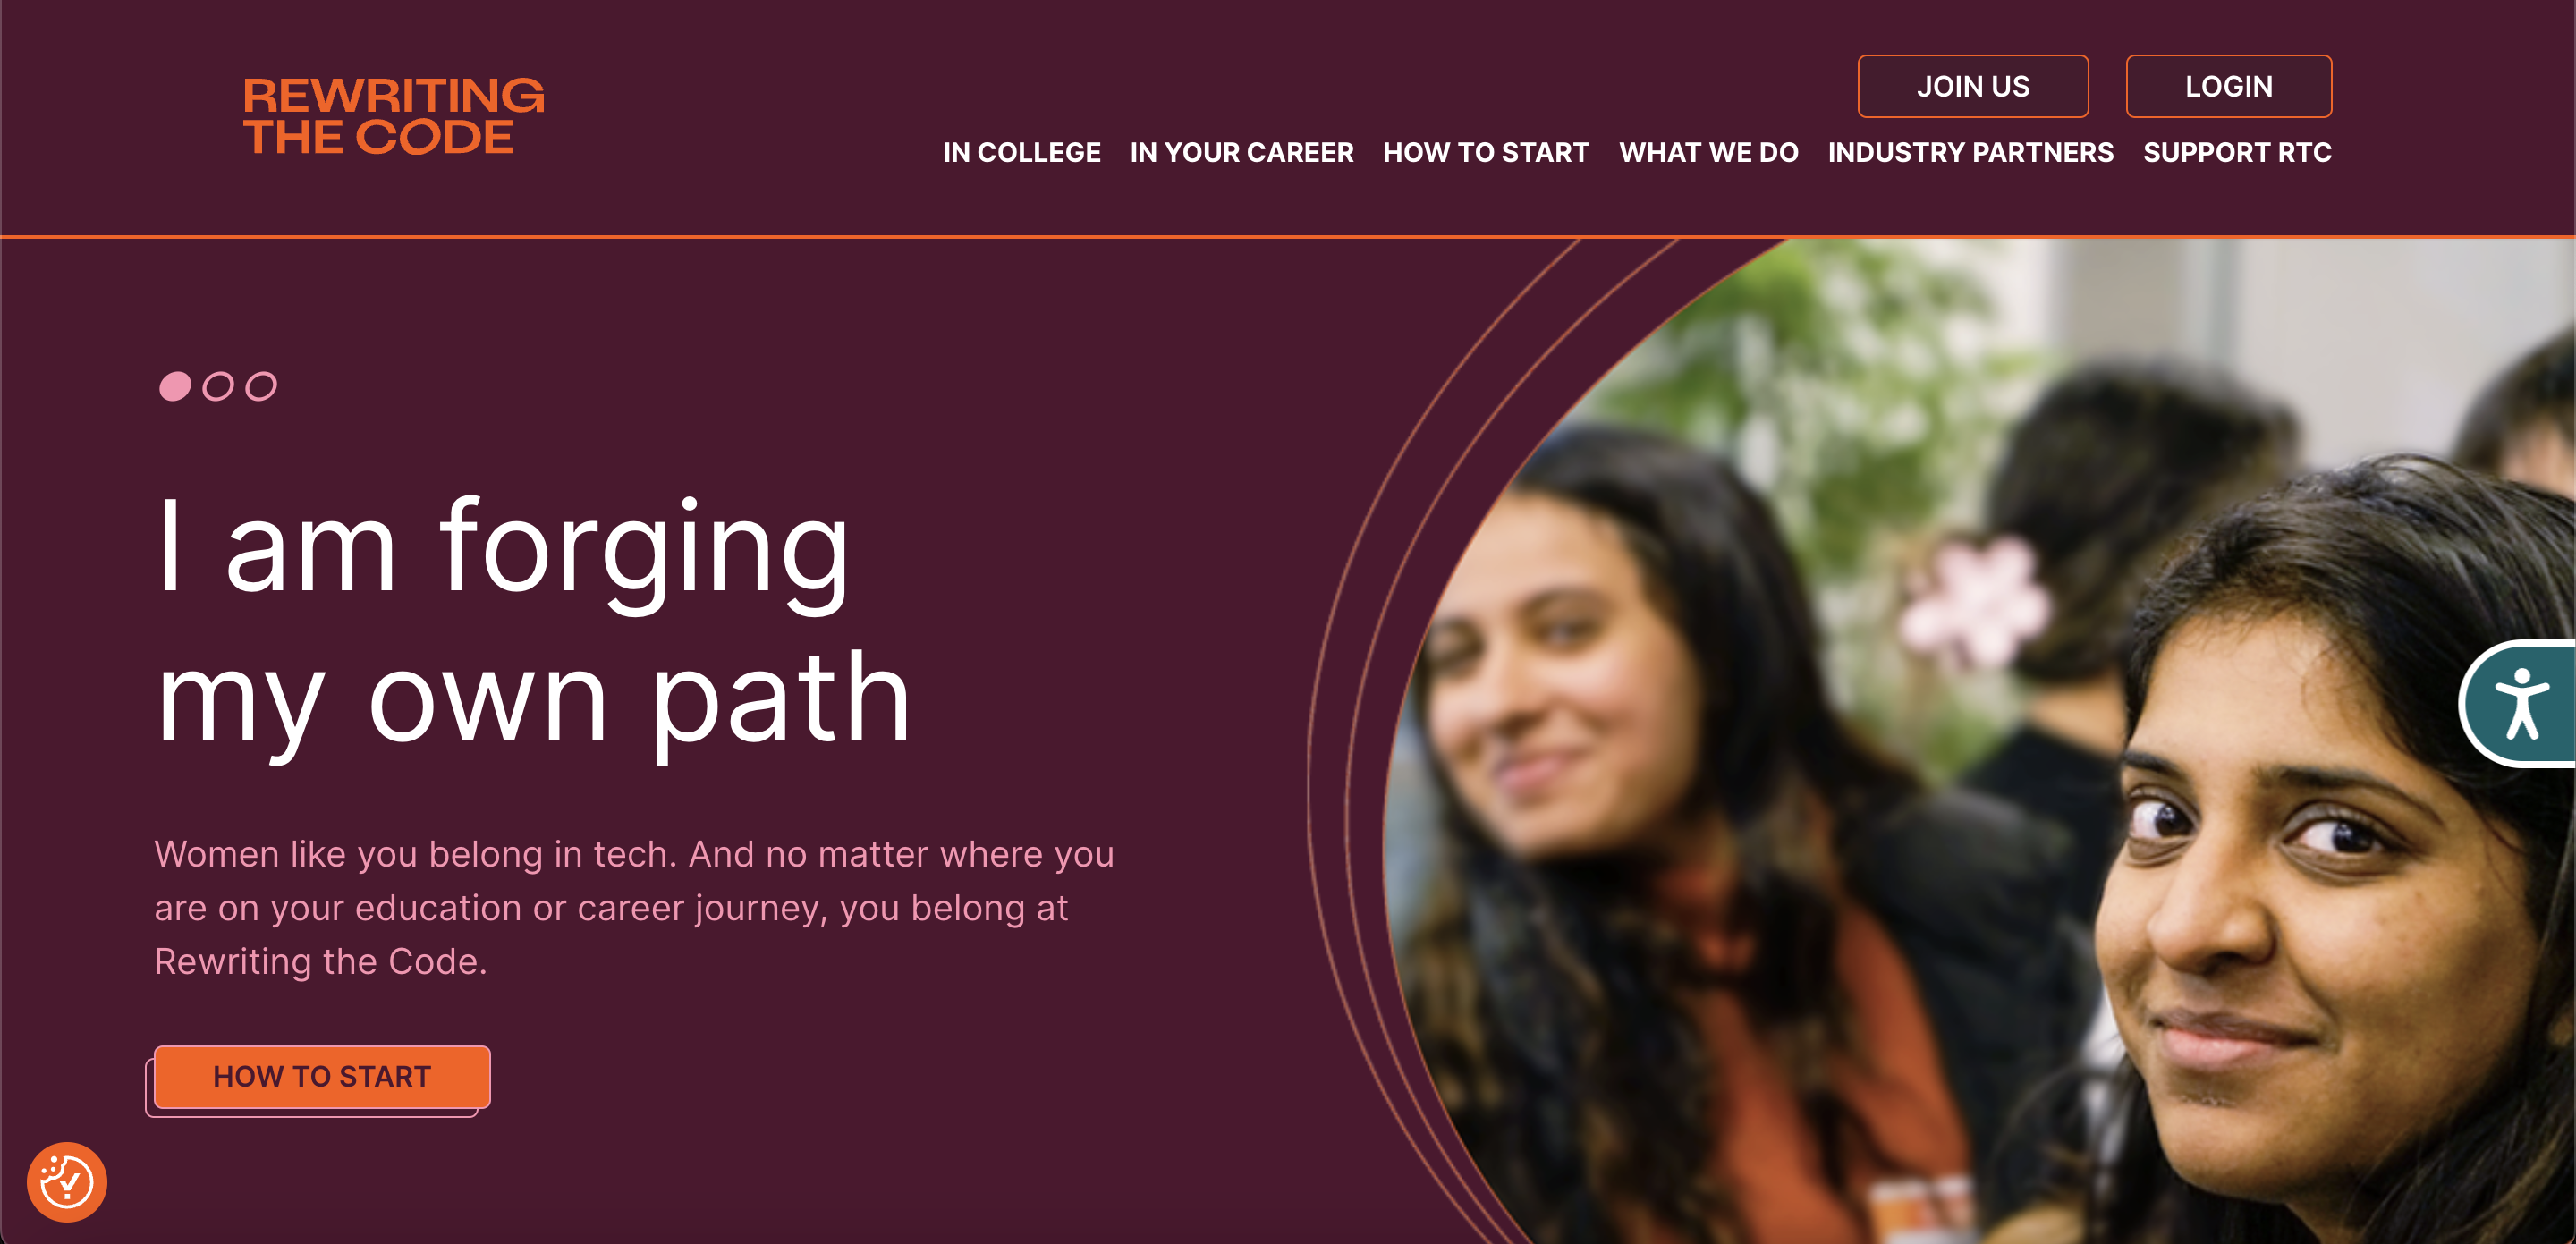 REWRITING
THE CODE
JOIN US
LOGIN
IN COLLEGE
IN YOUR CAREER
HOW TO START
WHAT WE DO
INDUSTRY PARTNERS
SUPPORT RTC
I am forging
my own path
Women like you belong in tech. And no matter where you
are on your education or career journey, you belong at
Rewriting the Code.
HOW TO START